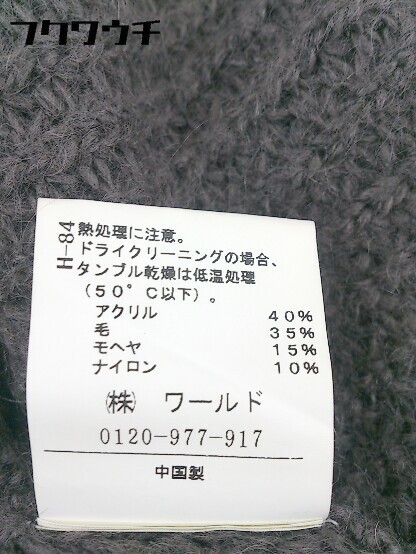 フクワウチ
H-84
熱処理に注意。
ドライクリーニングの場合、
タンブル乾燥は低温処理
(50°C以下)。
アクリル 40%
毛 35%
モヘヤ 15%
ナイロン 10%
㈱ ワールド
0120-977-917
中国製